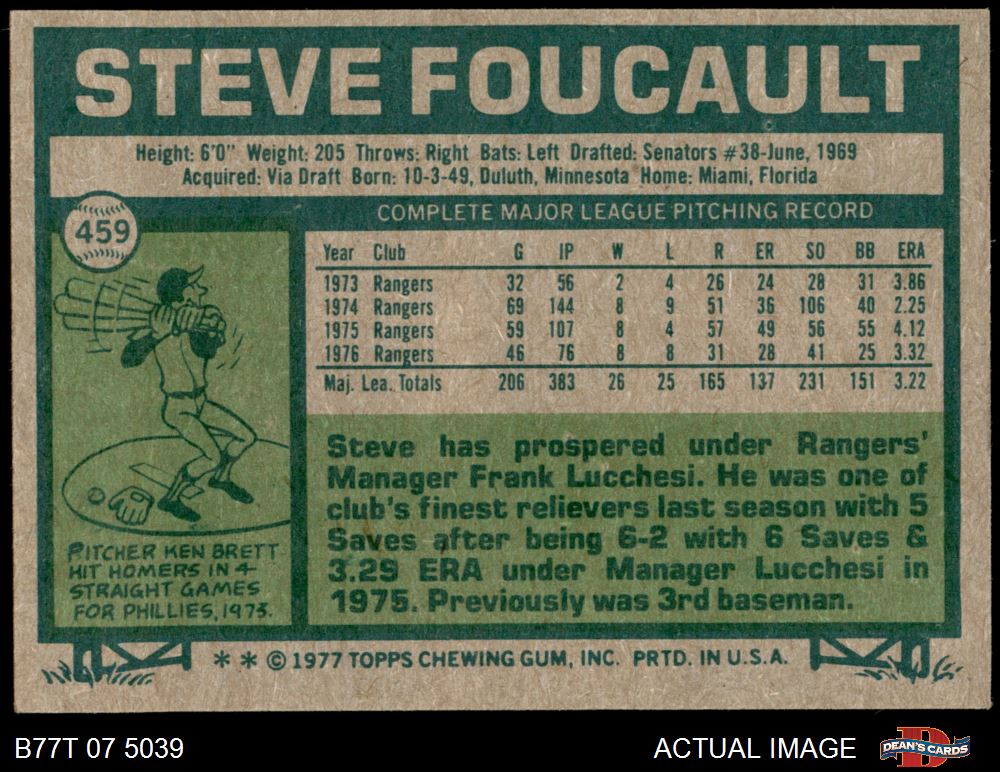 STEVE FOUCAULT
Height: 6'0" Weight: 205 Throws: Right Bats: Left Drafted: Senators #38-June, 1969
Acquired: Via Draft Born: 10-3-49, Duluth, Minnesota Home: Miami, Florida
459
COMPLETE MAJOR LEAGUE PITCHING RECORD
Year Club G IP W L R ER SO BB ERA
1973 Rangers 32 56 2 4 26 24 28 31 3.86
1974 Rangers 69 144 8 9 51 36 106 40 2.25
1975 Rangers 59 107 8 4 57 49 56 55 4.12
1976 Rangers 46 76 8 8 31 28 41 25 3.32
Maj. Lea. Totals 206 383 26 25 165 137 231 151 3.22
Steve has prospered under Rangers'
Manager Frank Lucchesi. He was one of
club's finest relievers last season with 5
Saves after being 6-2 with 6 Saves &
3.29 ERA under Manager Lucchesi in
1975. Previously was 3rd baseman.
PITCHER KEN BRETT
HIT HOMERS IN 4
STRAIGHT GAMES
FOR PHILLIES, 1973.
* * © 1977 TOPPS CHEWING GUM, INC. PRTD. IN U.S.A.
B77T 07 5039
ACTUAL IMAGE
D
DEAN'S CARDS